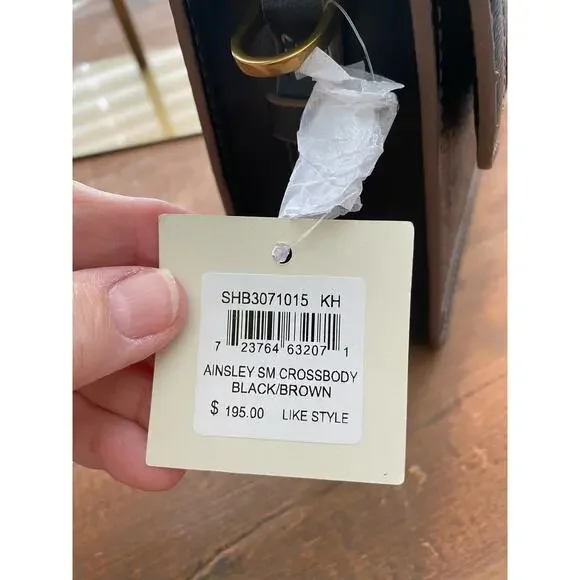 SHB3071015 KH
7 23764 63207 1
AINSLEY SM CROSSBODY
BLACK/BROWN
$ 195.00 LIKE STYLE